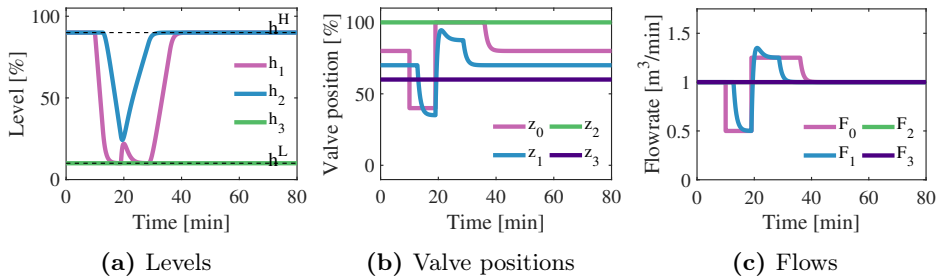 100
50
0
Level [%]
h^H
h_1
h_2
h_3
h^L
0 20 40 60 80
Time [min]
(a) Levels
100
50
0
Valve position [%]
z_0 z_2
z_1 z_3
0 20 40 60 80
Time [min]
(b) Valve positions
1.5
1
0.5
0
Flowrate [m³/min]
F_0 F_2
F_1 F_3
0 20 40 60 80
Time [min]
(c) Flows